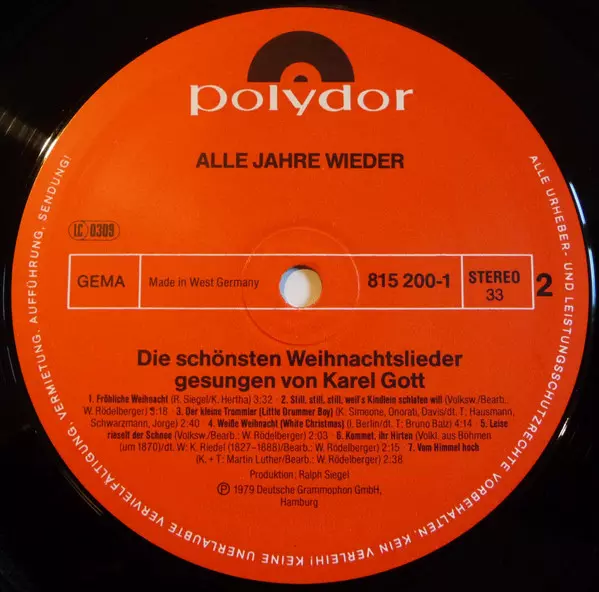 polydor
ALLE JAHRE WIEDER
LC 0309
GEMA
Made in West Germany
815 200-1
STEREO
33
2
Die schönsten Weihnachtslieder
gesungen von Karel Gott
1. Fröhliche Weihnacht (R. Siegel/K. Hertha) 3:32 · 2. Still, still, still, weil's Kindlein schlafen will (Volksw./Bearb.
W. Rödelberger) 3:18 · 3. Der kleine Trommler (Little Drummer Boy) (K. Simeone, Onorati, Davis/dt. T.: Hausmann,
Schwarzmann, Jorge) 2:40 · 4. Weiße Weihnacht (White Christmas) (I. Berlin/dt. T.: Bruno Balz) 4:14 · 5. Leise
rieselt der Schnee (Volksw./Bearb.: W. Rödelberger) 2:03 · 6. Kommet, ihr Hirten (Volkl. aus Böhmen
(um 1870)/dt. W.: K. Riedel (1827-1888)/Bearb.: W. Rödelberger) 2:15 · 7. Vom Himmel hoch
(K. + T.: Martin Luther/Bearb.: W. Rödelberger) 2:38
Produktion: Ralph Siegel
Ⓟ 1979 Deutsche Grammophon GmbH,
Hamburg
ALLE URHEBER- UND LEISTUNGSSCHUTZRECHTE VORBEHALTEN. KEIN VERLEIH! KEINE UNERLAUBTE VERVIELFÄLTIGUNG, VERMIETUNG, AUFFÜHRUNG, SENDUNG!